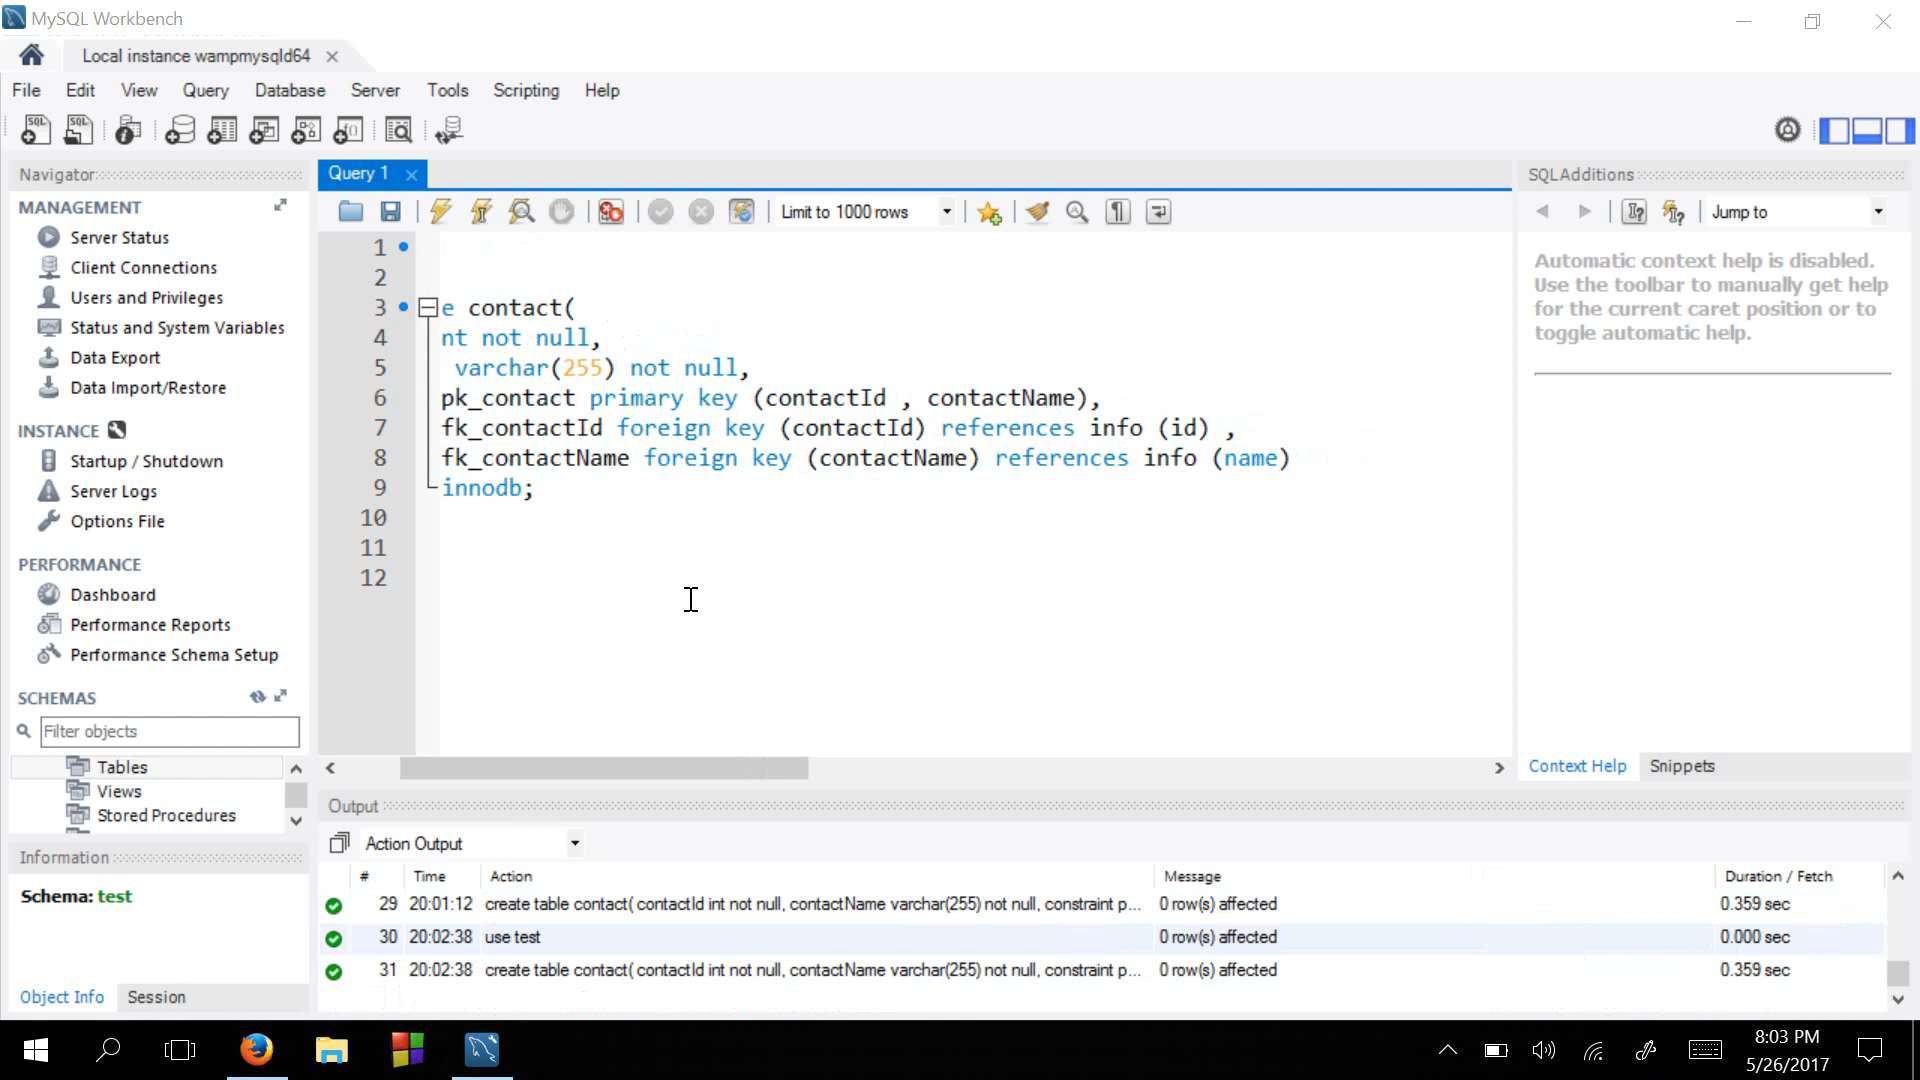 MySQL Workbench
Local instance wampmysqld64
File Edit View Query Database Server Tools Scripting Help
Navigator
MANAGEMENT
Server Status
Client Connections
Users and Privileges
Status and System Variables
Data Export
Data Import/Restore
INSTANCE
Startup / Shutdown
Server Logs
Options File
PERFORMANCE
Dashboard
Performance Reports
Performance Schema Setup
SCHEMAS
Filter objects
Tables
Views
Stored Procedures
Information
Schema: test
Object Info Session
Query 1
Limit to 1000 rows
1
2
3 e contact(
4 nt not null,
5 varchar(255) not null,
6 pk_contact primary key (contactId , contactName),
7 fk_contactId foreign key (contactId) references info (id) ,
8 fk_contactName foreign key (contactName) references info (name)
9 innodb;
10
11
12
SQLAdditions
Jump to
Automatic context help is disabled.
Use the toolbar to manually get help
for the current caret position or to
toggle automatic help.
Context Help Snippets
Output
Action Output
# Time Action Message Duration / Fetch
29 20:01:12 create table contact( contactId int not null, contactName varchar(255) not null, constraint p... 0 row(s) affected 0.359 sec
30 20:02:38 use test 0 row(s) affected 0.000 sec
31 20:02:38 create table contact( contactId int not null, contactName varchar(255) not null, constraint p... 0 row(s) affected 0.359 sec
8:03 PM
5/26/2017